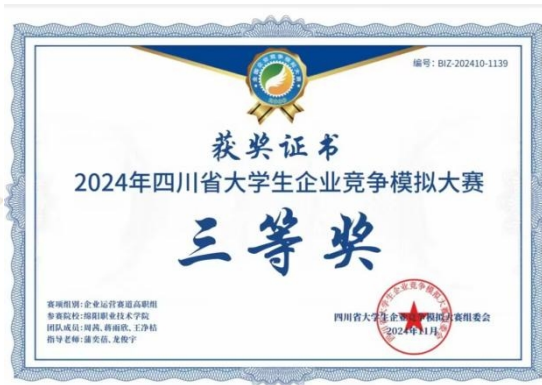 编号: BIZ-202410-1139
获奖证书
2024年四川省大学生企业竞争模拟大赛
三等奖
赛项组别:企业运营赛道高职组
参赛院校:绵阳职业技术学院
团队成员:周茜,蒋雨欣,王净桔
指导老师:蒲奕蓓,龙俊宇
四川省大学生企业竞争模拟大赛组委会
2024年11月